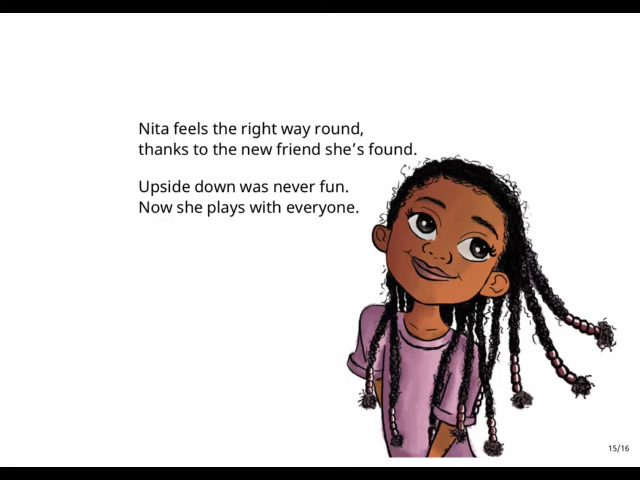 Nita feels the right way round,
thanks to the new friend she’s found.
Upside down was never fun.
Now she plays with everyone.
15/16